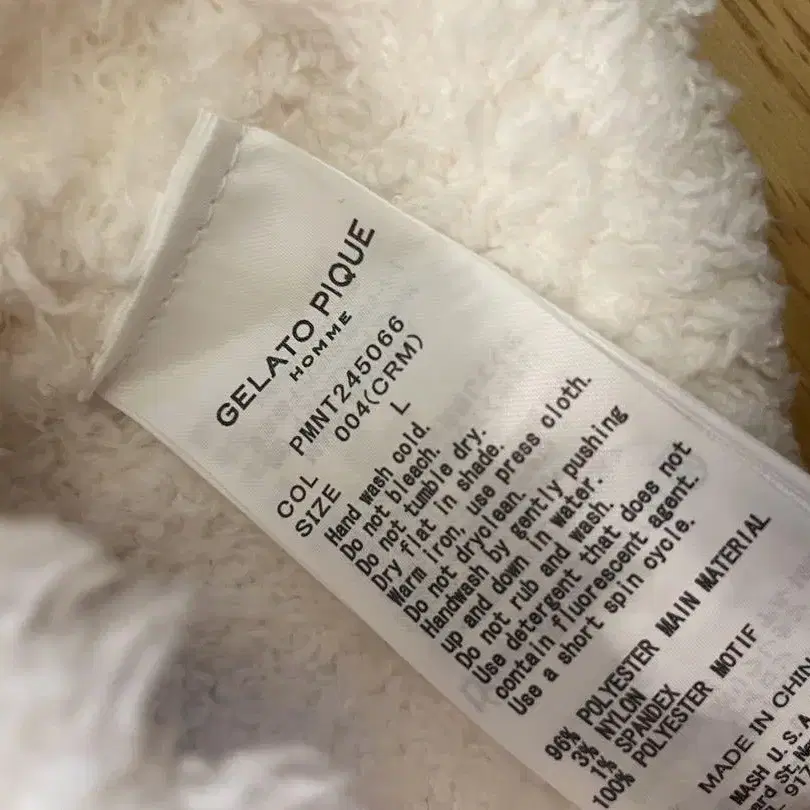 GELATO PIQUE
HOMME
PMNT245066
COL 004(CRM)
SIZE L
Hand wash cold.
Do not bleach.
Do not tumble dry.
Dry flat in shade.
Warm iron, use press cloth.
Do not dryclean.
Handwash by gently pushing
up and down in water.
Do not rub and wash.
Use detergent that does not
contain fluorescent agent.
Use a short spin cycle.
96% POLYESTER MAIN MATERIAL
3% NYLON
1% SPANDEX
100% POLYESTER MOTIF
MADE IN CHIN
MASH U.S.A